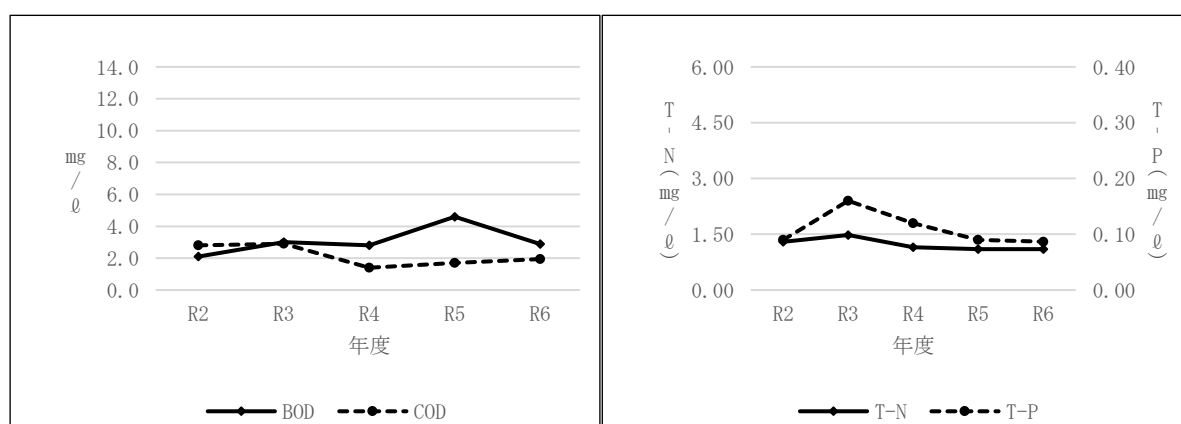 14.0
12.0
10.0
8.0
6.0
4.0
2.0
0.0
mg/ℓ
R2 R3 R4 R5 R6
年度
BOD COD
6.00
4.50
3.00
1.50
0.00
T-N(mg/ℓ)
0.40
0.30
0.20
0.10
0.00
T-P(mg/ℓ)
R2 R3 R4 R5 R6
年度
T-N T-P